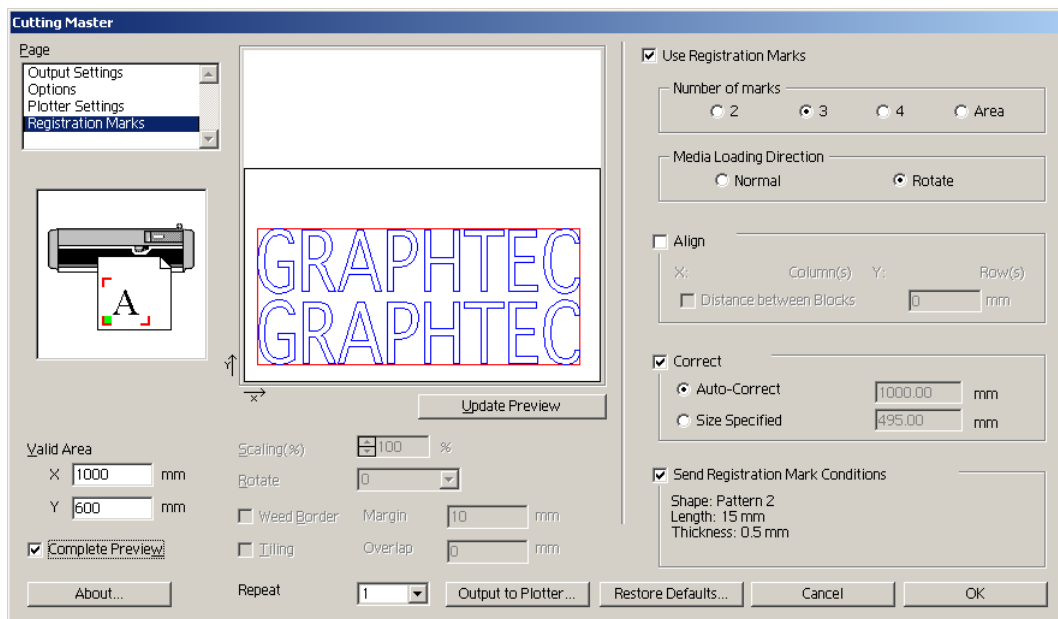 Cutting Master
Page
Output Settings
Options
Plotter Settings
Registration Marks
A
GRAPHTEC
GRAPHTEC
Y
X
Update Preview
Valid Area
X 1000 mm
Y 600 mm
Complete Preview
Scaling(%) 100 %
Rotate 0
Weed Border Margin 10 mm
Tiling Overlap 0 mm
About...
Repeat 1
Output to Plotter...
Restore Defaults...
Cancel
OK
Use Registration Marks
Number of marks
2 3 4 Area
Media Loading Direction
Normal Rotate
Align
X: Column(s) Y: Row(s)
Distance between Blocks 0 mm
Correct
Auto-Correct 1000.00 mm
Size Specified 495.00 mm
Send Registration Mark Conditions
Shape: Pattern 2
Length: 15 mm
Thickness: 0.5 mm